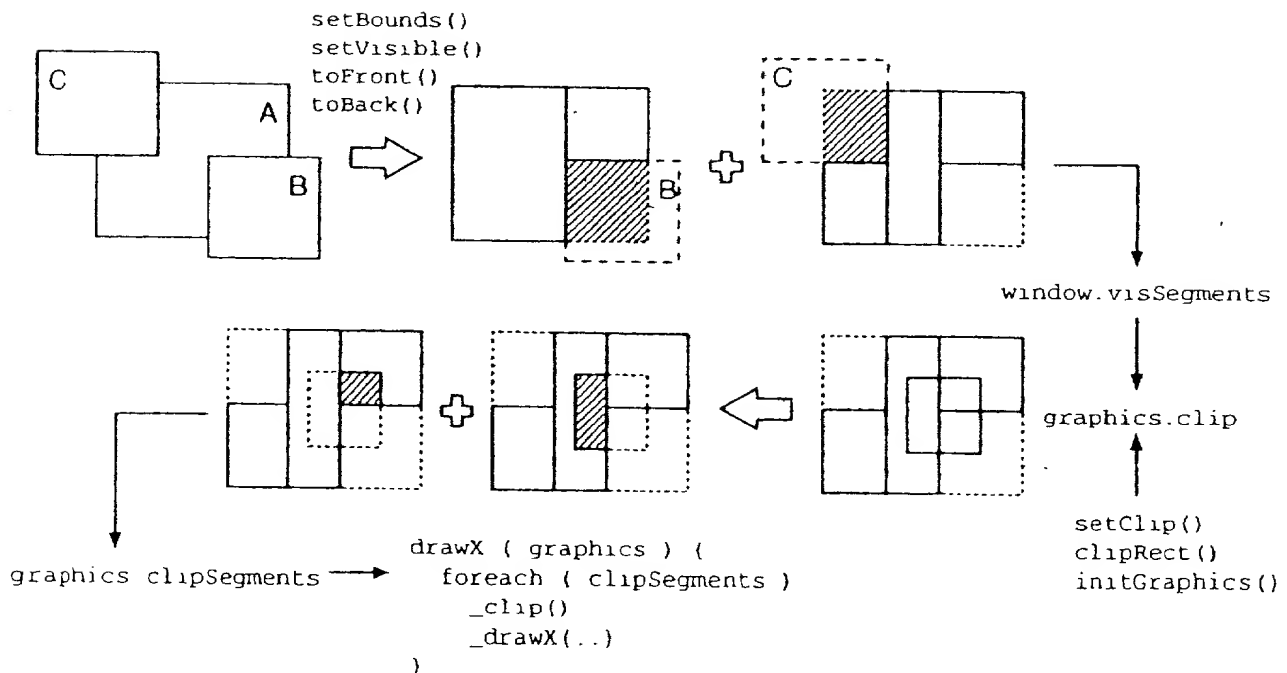 setBounds()
setVisible()
toFront()
toBack()
C
A
B
B
C
window.visSegments
graphics.clip
setClip()
clipRect()
initGraphics()
graphics clipSegments
drawX ( graphics ) {
foreach ( clipSegments )
_clip()
_drawX(..)
}